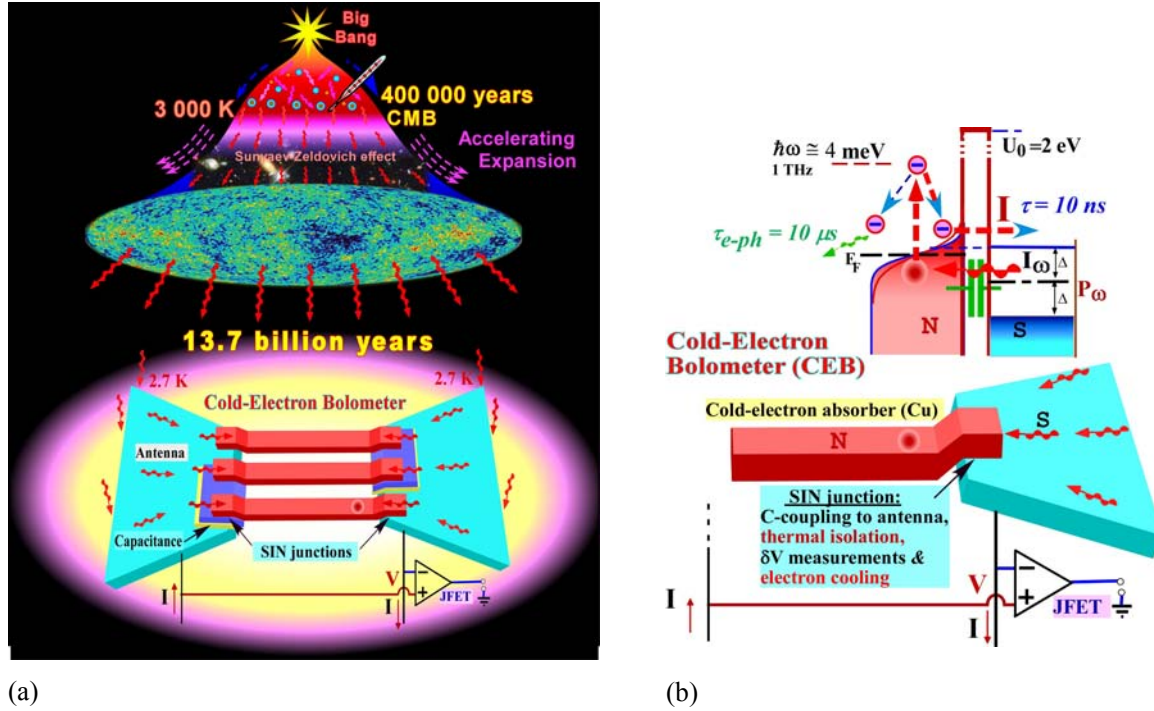 Big
Bang
3 000 K
400 000 years
CMB
Accelerating
Expansion
Sunyaev Zeldovich effect
13.7 billion years
2.7 K
2.7 K
Cold-Electron Bolometer
Antenna
Capacitance
SIN junctions
V
I
I
−
+
JFET
(a)
ℏω ≅ 4 meV
1 THz
U0=2 eV
I
τ = 10 ns
τe-ph = 10 μs
EF
Iω
Δ
Δ
Pω
N
S
Cold-Electron
Bolometer (CEB)
Cold-electron absorber (Cu)
N
S
SIN junction:
C-coupling to antenna,
thermal isolation,
δV measurements &
electron cooling
V
I
I
−
+
JFET
(b)